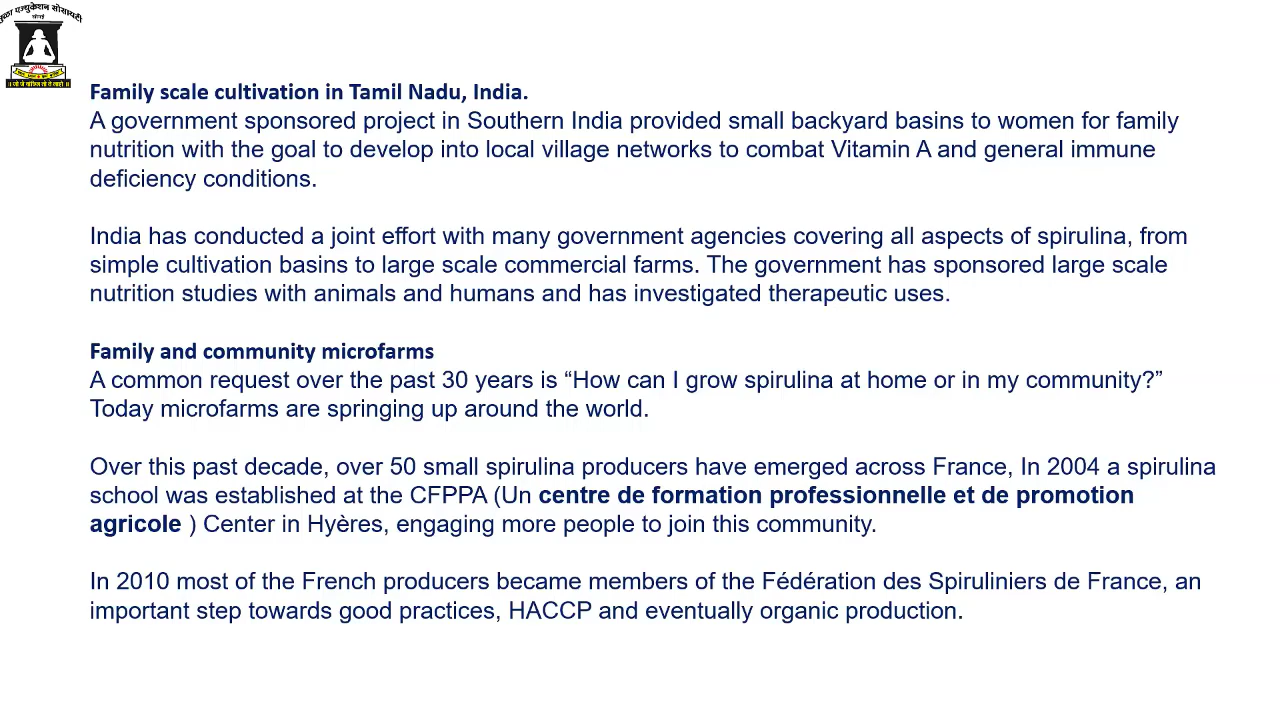 एज्युकेशन सोसायटी
Family scale cultivation in Tamil Nadu, India.
A government sponsored project in Southern India provided small backyard basins to women for family
nutrition with the goal to develop into local village networks to combat Vitamin A and general immune
deficiency conditions.
India has conducted a joint effort with many government agencies covering all aspects of spirulina, from
simple cultivation basins to large scale commercial farms. The government has sponsored large scale
nutrition studies with animals and humans and has investigated therapeutic uses.
Family and community microfarms
A common request over the past 30 years is “How can I grow spirulina at home or in my community?”
Today microfarms are springing up around the world.
Over this past decade, over 50 small spirulina producers have emerged across France, In 2004 a spirulina
school was established at the CFPPA (Un centre de formation professionnelle et de promotion
agricole ) Center in Hyères, engaging more people to join this community.
In 2010 most of the French producers became members of the Fédération des Spiruliniers de France, an
important step towards good practices, HACCP and eventually organic production.